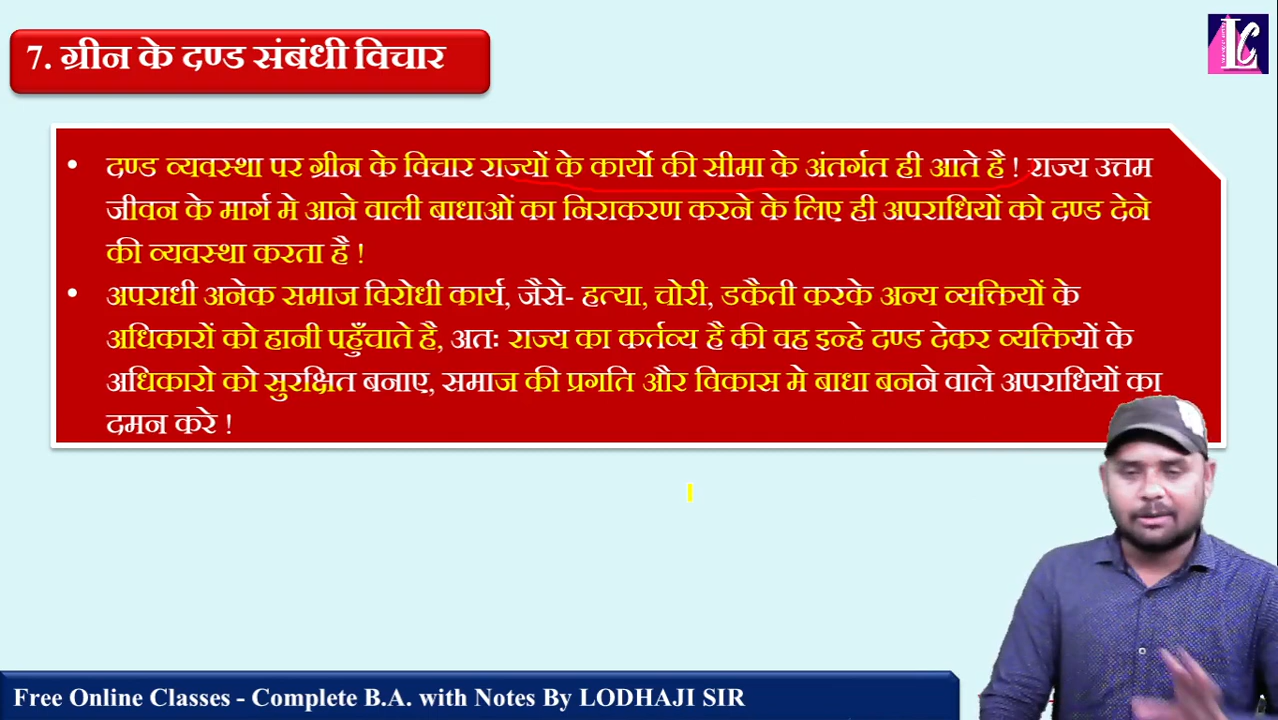 7. ग्रीन के दण्ड संबंधी विचार
LC
• दण्ड व्यवस्था पर ग्रीन के विचार राज्यों के कार्यो की सीमा के अंतर्गत ही आते है ! राज्य उत्तम
जीवन के मार्ग मे आने वाली बाधाओं का निराकरण करने के लिए ही अपराधियों को दण्ड देने
की व्यवस्था करता है !
• अपराधी अनेक समाज विरोधी कार्य, जैसे- हत्या, चोरी, डकैती करके अन्य व्यक्तियों के
अधिकारों को हानी पहुँचाते है, अतः राज्य का कर्तव्य है की वह इन्हे दण्ड देकर व्यक्तियों के
अधिकारो को सुरक्षित बनाए, समाज की प्रगति और विकास मे बाधा बनने वाले अपराधियों का
दमन करे !
Free Online Classes - Complete B.A. with Notes By LODHAJI SIR